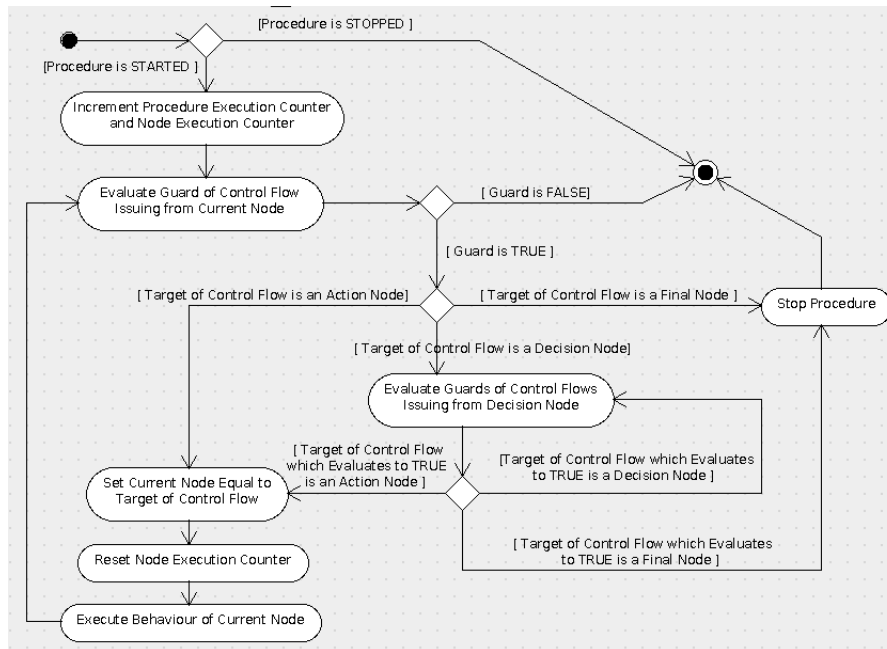 [Procedure is STOPPED ]
[Procedure is STARTED ]
Increment Procedure Execution Counter
and Node Execution Counter
Evaluate Guard of Control Flow
Issuing from Current Node
[ Guard is FALSE]
[ Guard is TRUE ]
[ Target of Control Flow is an Action Node]
[ Target of Control Flow is a Final Node ]
Stop Procedure
[ Target of Control Flow is a Decision Node]
Evaluate Guards of Control Flows
Issuing from Decision Node
[ Target of Control Flow
which Evaluates to TRUE
is an Action Node ]
[Target of Control Flow which Evaluates
to TRUE is a Decision Node ]
Set Current Node Equal to
Target of Control Flow
[ Target of Control Flow which Evaluates
to TRUE is a Final Node ]
Reset Node Execution Counter
Execute Behaviour of Current Node